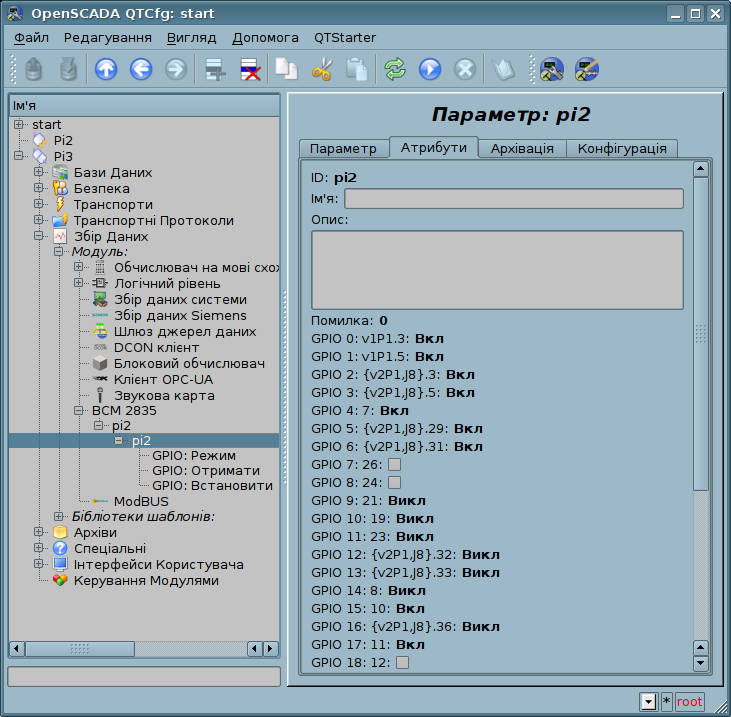 OpenSCADA QTCfg: start
Файл Редагування Вигляд Допомога QTStarter
Ім'я
start
Pi2
Pi3
Бази Даних
Безпека
Транспорти
Транспортні Протоколи
Збір Даних
Модуль:
Обчислювач на мові схо
Логічний рівень
Збір даних системи
Збір даних Siemens
Шлюз джерел даних
DCON клієнт
Блоковий обчислювач
Клієнт OPC-UA
Звукова карта
BCM 2835
pi2
pi2
GPIO: Режим
GPIO: Отримати
GPIO: Встановити
ModBUS
Бібліотеки шаблонів:
Архіви
Спеціальні
Інтерфейси Користувача
Керування Модулями
Параметр: pi2
Параметр Атрибути Архівація Конфігурація
ID: pi2
Ім'я:
Опис:
Помилка: 0
GPIO 0: v1P1.3: Вкл
GPIO 1: v1P1.5: Вкл
GPIO 2: {v2P1,J8}.3: Вкл
GPIO 3: {v2P1,J8}.5: Вкл
GPIO 4: 7: Вкл
GPIO 5: {v2P1,J8}.29: Вкл
GPIO 6: {v2P1,J8}.31: Вкл
GPIO 7: 26:
GPIO 8: 24:
GPIO 9: 21: Викл
GPIO 10: 19: Викл
GPIO 11: 23: Викл
GPIO 12: {v2P1,J8}.32: Викл
GPIO 13: {v2P1,J8}.33: Викл
GPIO 14: 8: Викл
GPIO 15: 10: Вкл
GPIO 16: {v2P1,J8}.36: Викл
GPIO 17: 11: Вкл
GPIO 18: 12:
* root